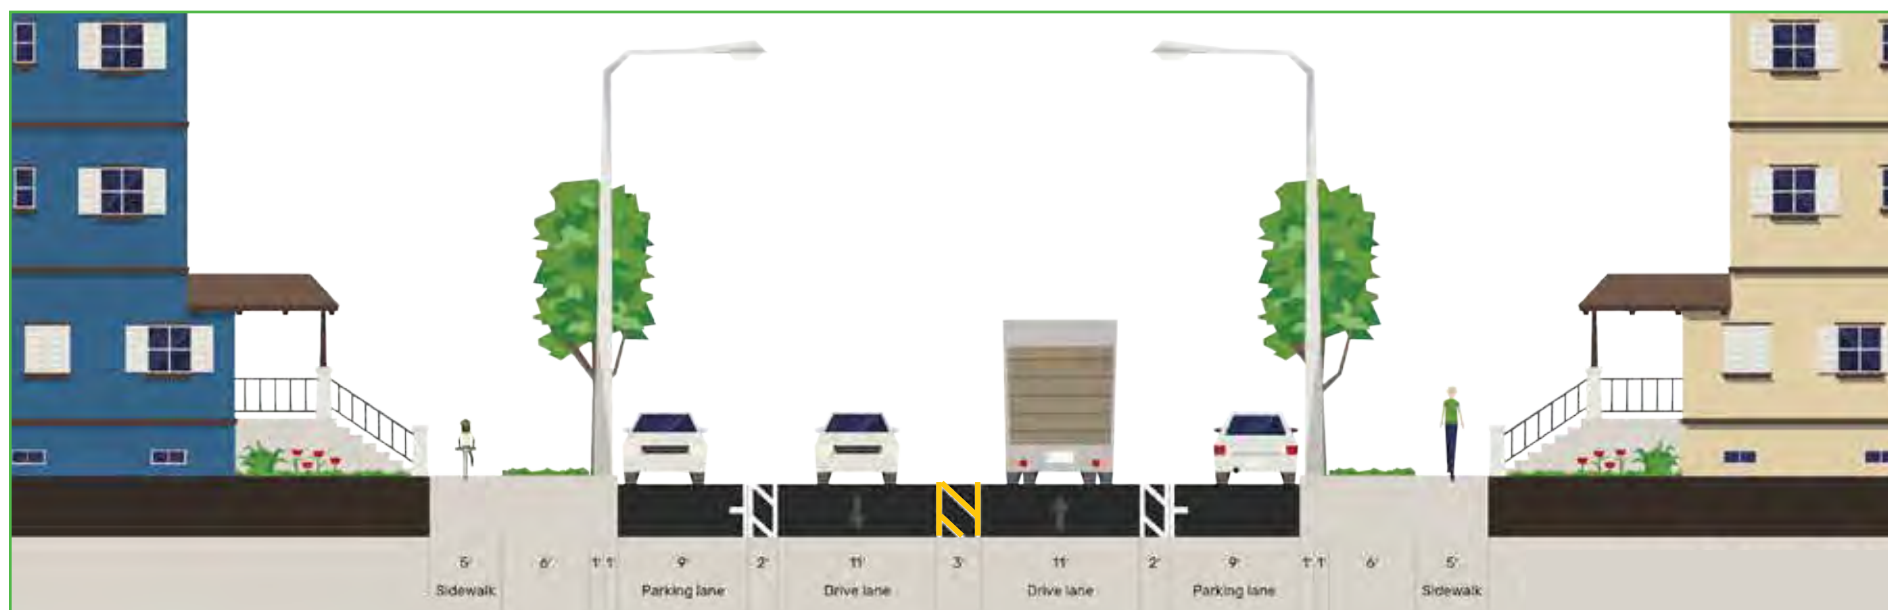 5' 6' 1' 1' 9' 2' 11' 3' 11' 2' 9' 1' 1' 6' 5'
Sidewalk Parking lane Drive lane Drive lane Parking lane Sidewalk